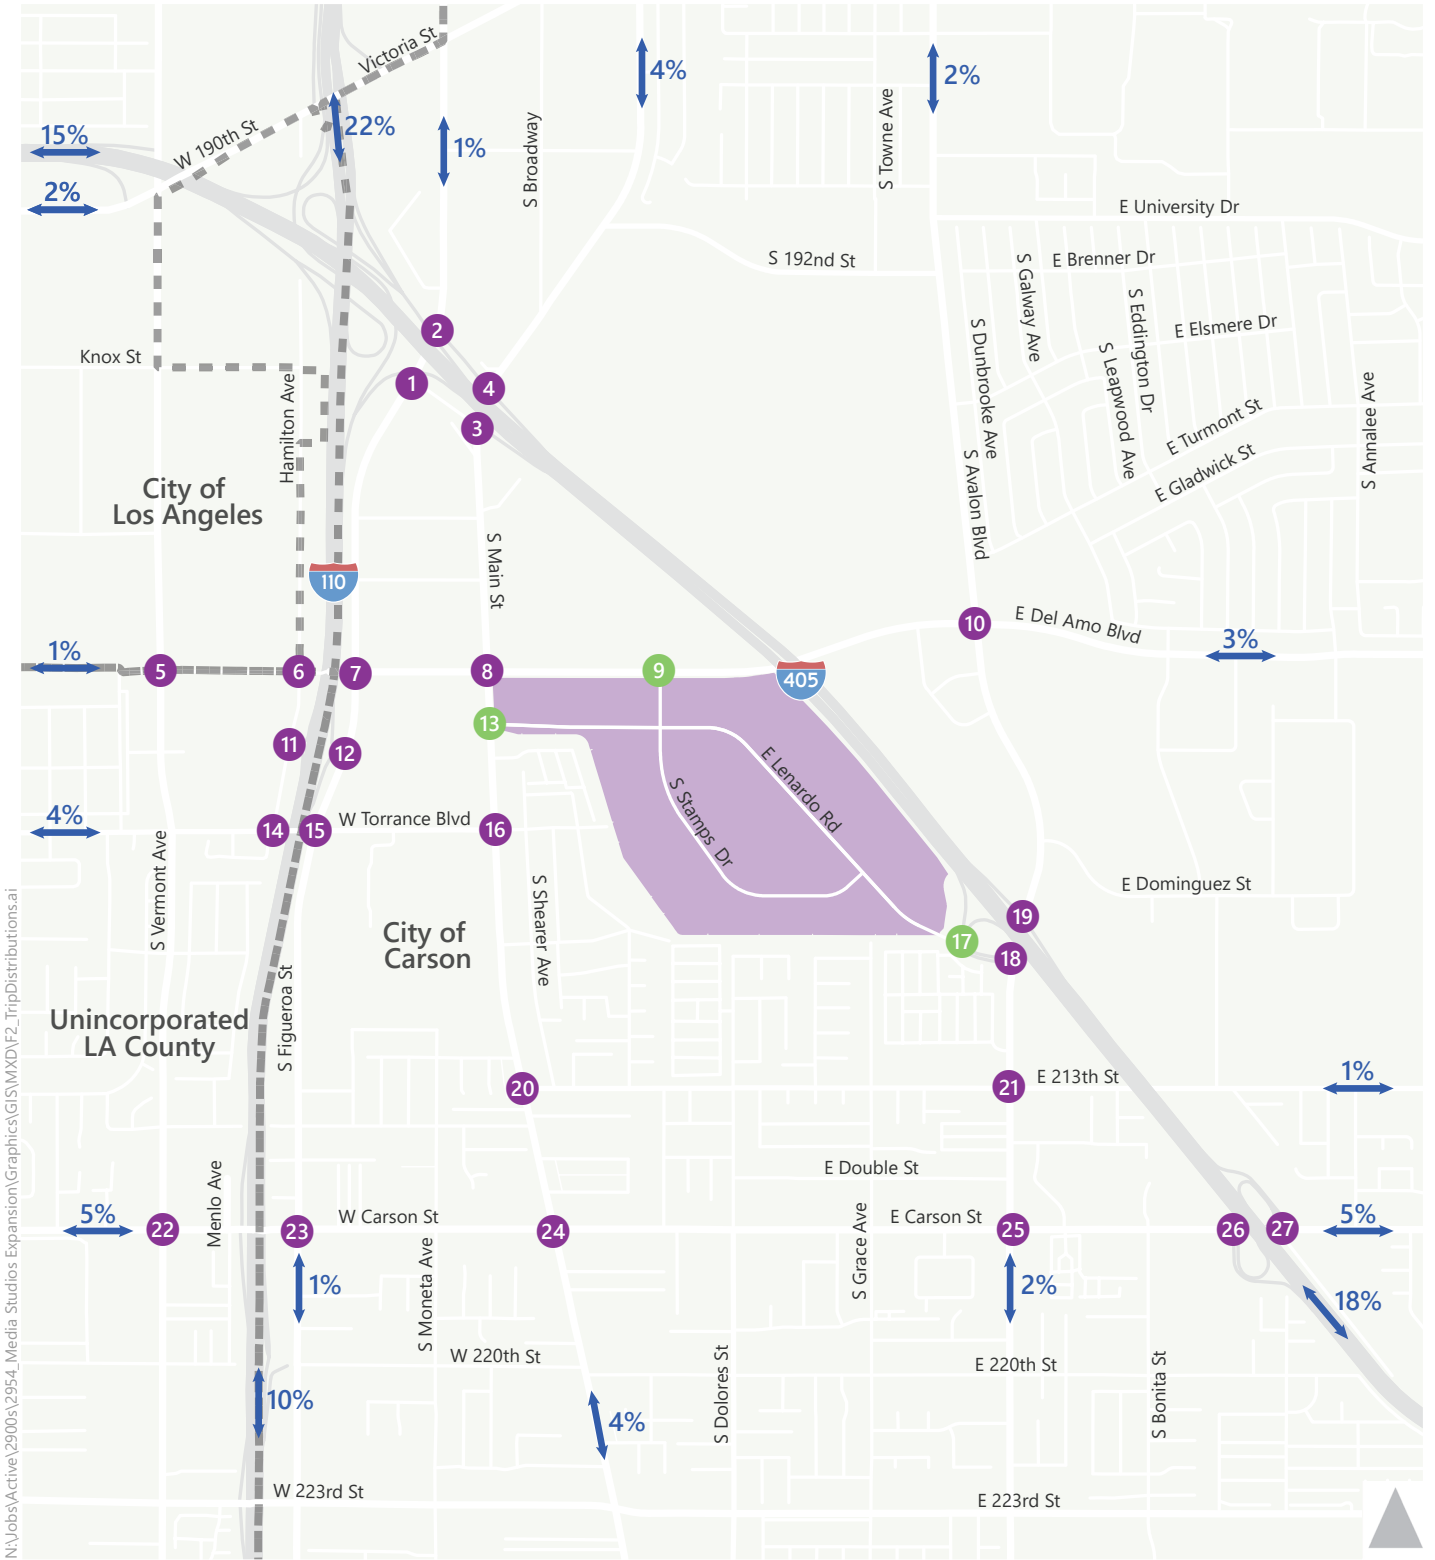 Victoria St
4%
2%
15%
22%
W 190th St
1%
S Broadway
S Towne Ave
2%
E University Dr
S 192nd St
E Brenner Dr
S Galway Ave
S Eddington Dr
E Elsmere Dr
2
S Dunbrooke Ave
Knox St
S Leapwood Ave
Hamilton Ave
1
4
S Annalee Ave
3
E Turmont St
E Gladwick St
S Avalon Blvd
City of
Los Angeles
S Main St
110
10
E Del Amo Blvd
3%
1%
5
6
7
8
9
405
13
11
12
E Lenardo Rd
S Stamps Dr
4%
14
15
W Torrance Blvd
16
S Vermont Ave
S Shearer Ave
E Dominguez St
19
City of
Carson
17
18
Unincorporated
LA County
S Figueroa St
20
21
E 213th St
1%
Menlo Ave
E Double St
5%
22
23
W Carson St
24
S Grace Ave
E Carson St
25
26
27
5%
1%
S Moneta Ave
2%
18%
W 220th St
S Dolores St
E 220th St
S Bonita St
10%
4%
W 223rd St
E 223rd St
N:\Jobs\Active\2900s\2954_Media Studios Expansion\Graphics\GIS\MXD\F2_TripDistributions.ai